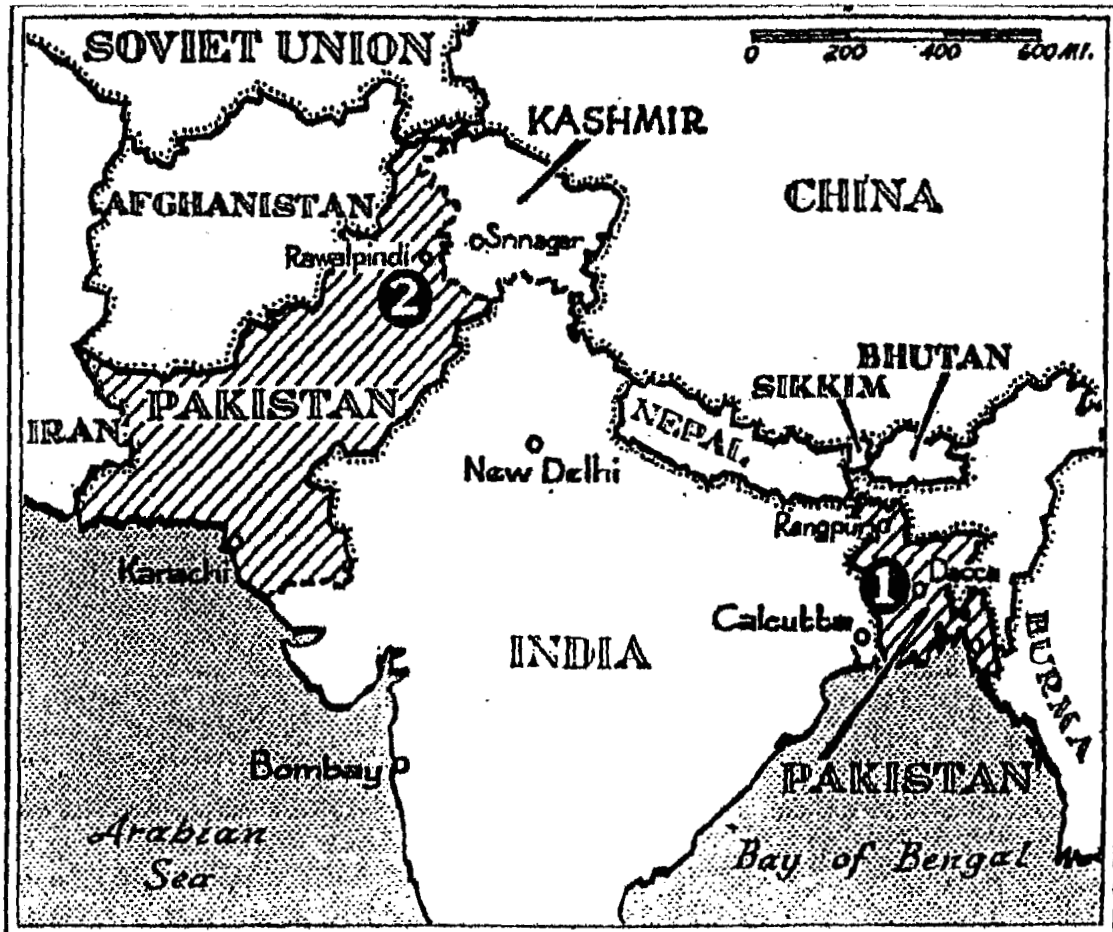 SOVIET UNION
0 200 400 600 MI.
KASHMIR
CHINA
AFGHANISTAN
Srinagar
Rawalpindi
2
BHUTAN
SIKKIM
PAKISTAN
IRAN
NEPAL
New Delhi
Rangpur
Karachi
1
Dacca
Calcutta
INDIA
BURMA
Bombay
PAKISTAN
Arabian
Sea
Bay of Bengal